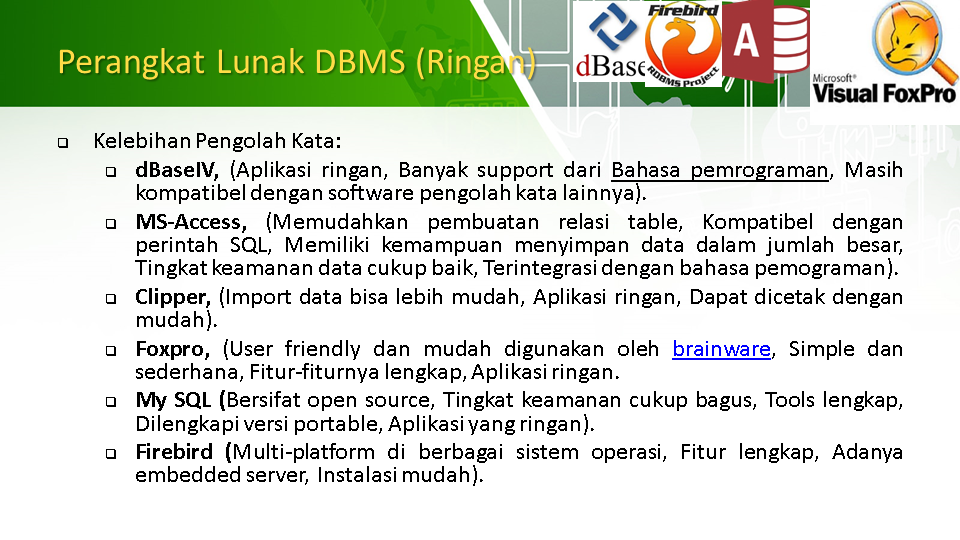 Perangkat Lunak DBMS (Ringan)
dBase
Firebird
RDBMS Project
A
Microsoft®
Visual FoxPro
Kelebihan Pengolah Kata:
dBaseIV, (Aplikasi ringan, Banyak support dari Bahasa pemrograman, Masih
kompatibel dengan software pengolah kata lainnya).
MS-Access, (Memudahkan pembuatan relasi table, Kompatibel dengan
perintah SQL, Memiliki kemampuan menyimpan data dalam jumlah besar,
Tingkat keamanan data cukup baik, Terintegrasi dengan bahasa pemograman).
Clipper, (Import data bisa lebih mudah, Aplikasi ringan, Dapat dicetak dengan
mudah).
Foxpro, (User friendly dan mudah digunakan oleh brainware, Simple dan
sederhana, Fitur-fiturnya lengkap, Aplikasi ringan.
My SQL (Bersifat open source, Tingkat keamanan cukup bagus, Tools lengkap,
Dilengkapi versi portable, Aplikasi yang ringan).
Firebird (Multi-platform di berbagai sistem operasi, Fitur lengkap, Adanya
embedded server, Instalasi mudah).